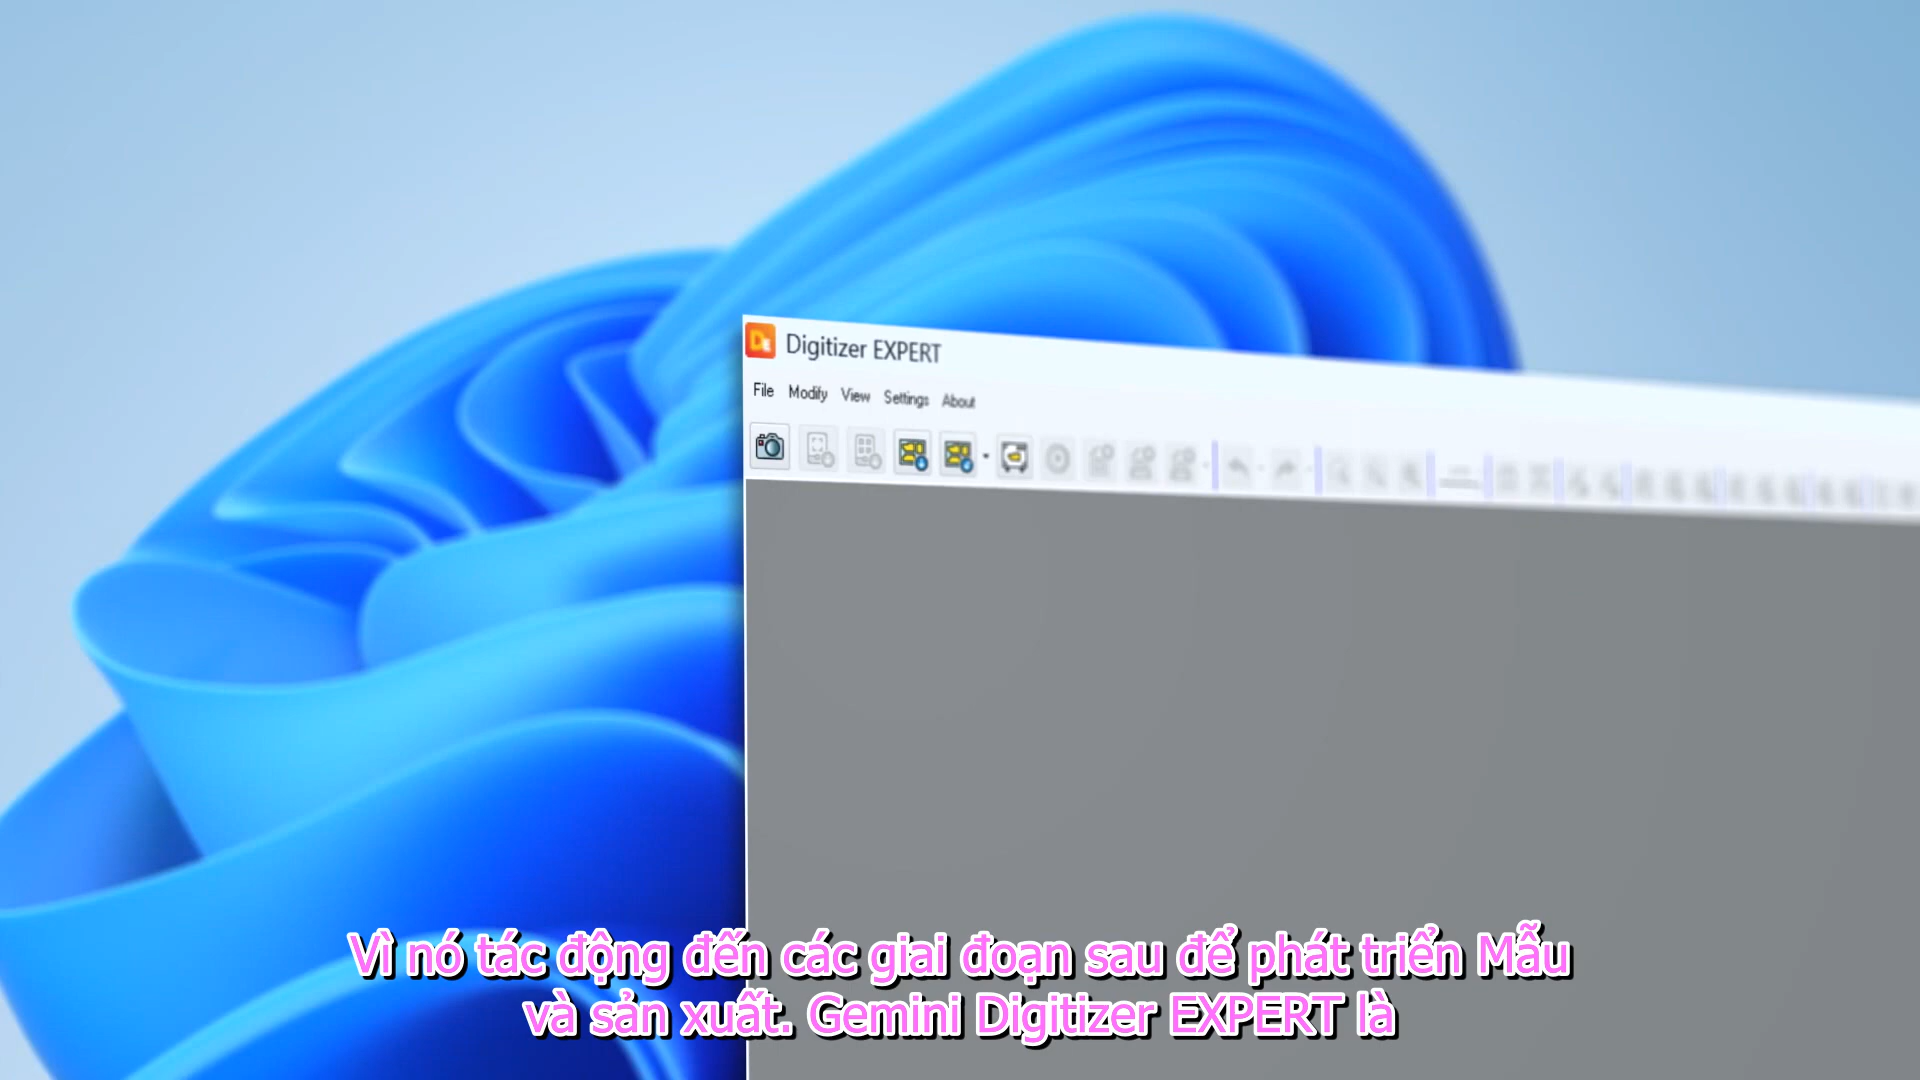 DE
Digitizer EXPERT
File Modify View Settings About
Vì nó tác động đến các giai đoạn sau để phát triển Mẫu
và sản xuất. Gemini Digitizer EXPERT là